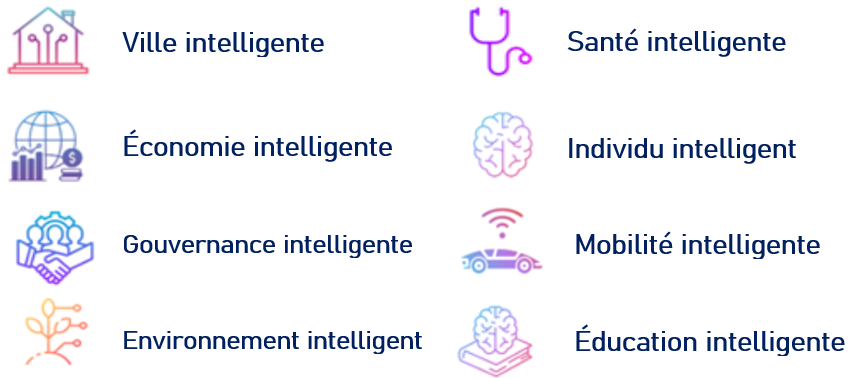 Ville intelligente
Santé intelligente
Économie intelligente
Individu intelligent
Gouvernance intelligente
Mobilité intelligente
Environnement intelligent
Éducation intelligente